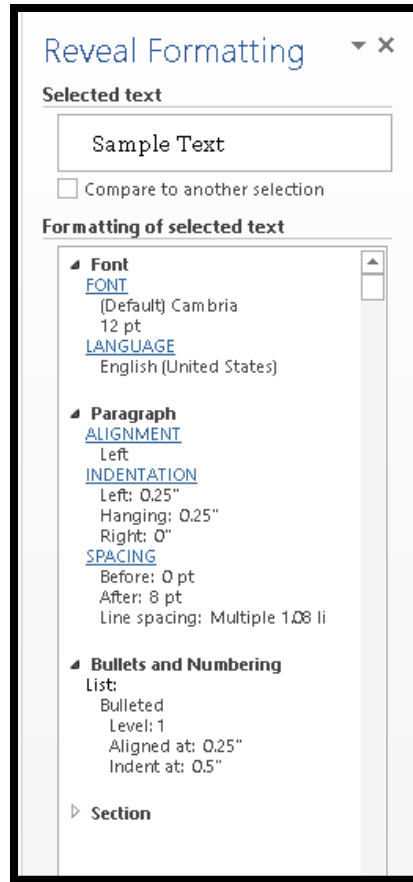 Reveal Formatting
Selected text
Sample Text
Compare to another selection
Formatting of selected text
Font
FONT
(Default) Cambria
12 pt
LANGUAGE
English (United States)
Paragraph
ALIGNMENT
Left
INDENTATION
Left: 0.25"
Hanging: 0.25"
Right: 0"
SPACING
Before: 0 pt
After: 8 pt
Line spacing: Multiple 1.08 li
Bullets and Numbering
List:
Bulleted
Level: 1
Aligned at: 0.25"
Indent at: 0.5"
Section